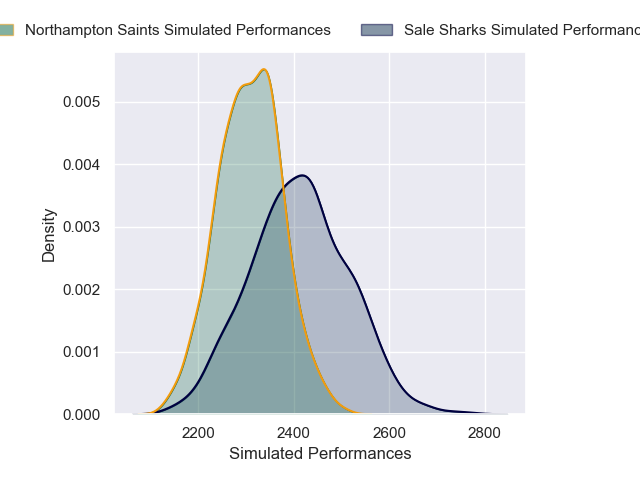 Northampton Saints Simulated Performances
Sale Sharks Simulated
0.005
0.004
0.003
0.002
0.001
0.000
Density
2200 2400 2600 2800
Simulated Performances